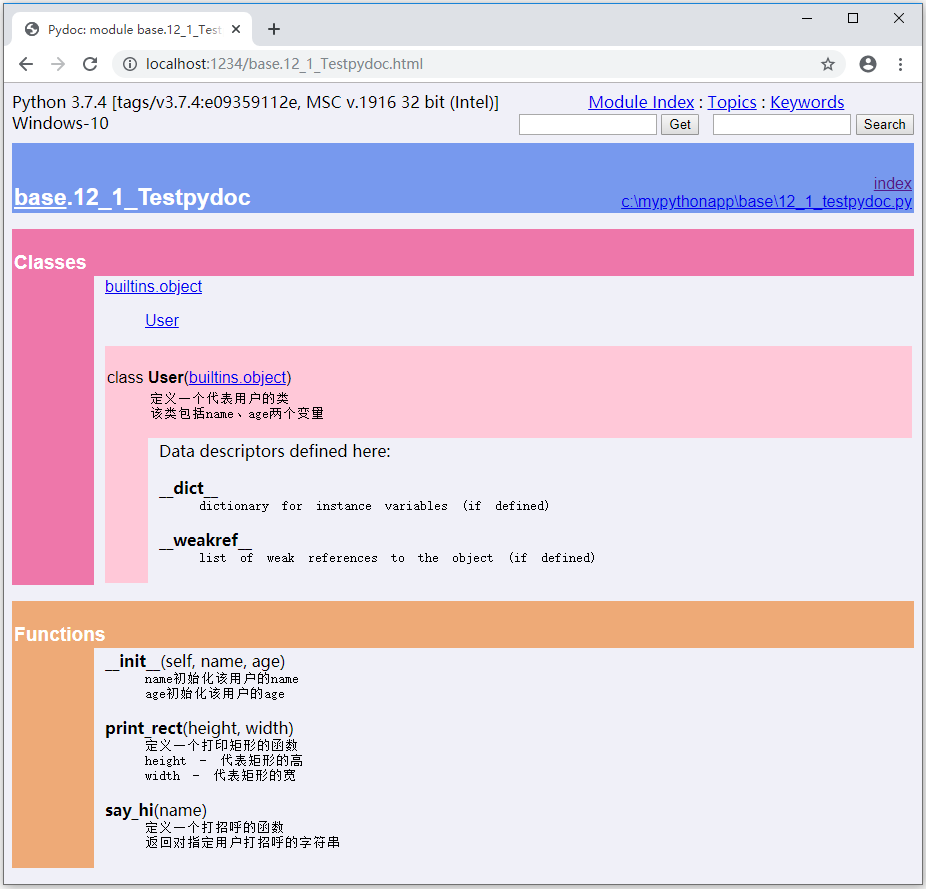 Pydoc: module base.12_1_Test
localhost:1234/base.12_1_Testpydoc.html
Python 3.7.4 [tags/v3.7.4:e09359112e, MSC v.1916 32 bit (Intel)]
Windows-10
Module Index : Topics : Keywords
Get Search
base.12_1_Testpydoc
index
c:\mypythonapp\base\12_1_testpydoc.py
Classes
builtins.object
User
class User(builtins.object)
定义一个代表用户的类
该类包括name、age两个变量
Data descriptors defined here:
__dict__
dictionary for instance variables (if defined)
__weakref__
list of weak references to the object (if defined)
Functions
__init__(self, name, age)
name初始化该用户的name
age初始化该用户的age
print_rect(height, width)
定义一个打印矩形的函数
height - 代表矩形的高
width - 代表矩形的宽
say_hi(name)
定义一个打招呼的函数
返回对指定用户打招呼的字符串